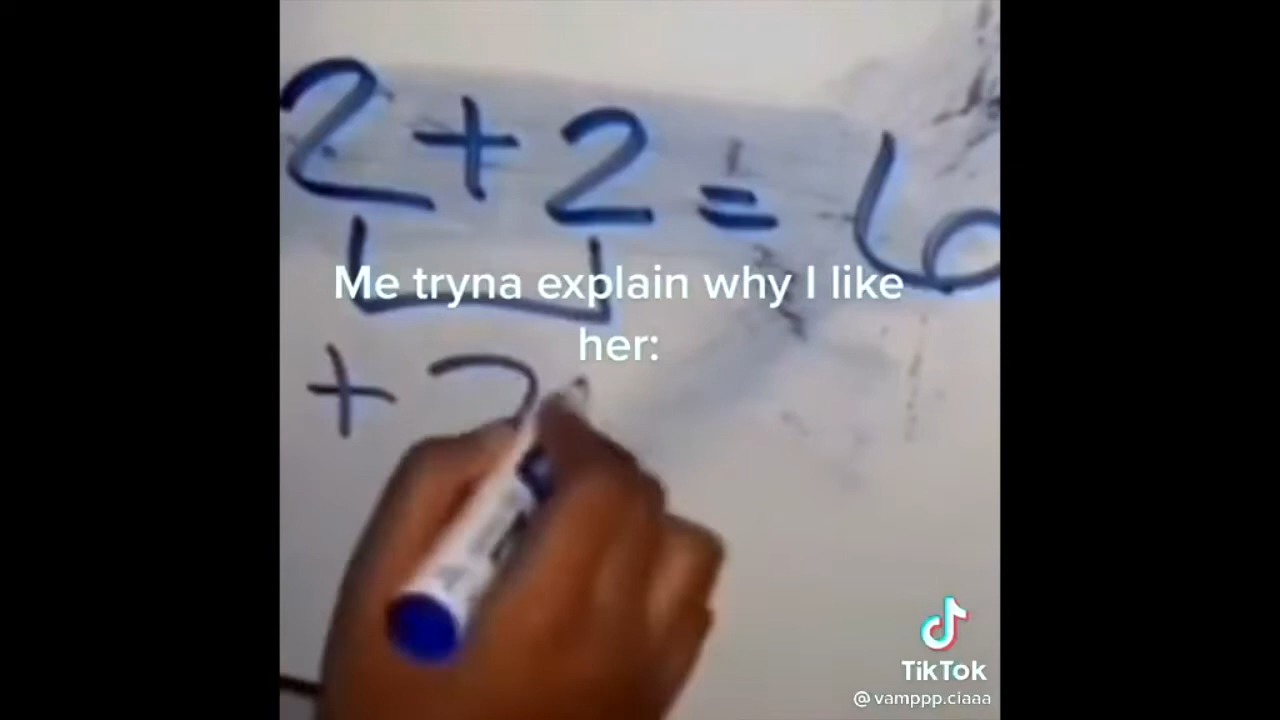 2 + 2 = 6
Me tryna explain why I like
her:
+ 2
TikTok
@vamppp.ciaaa